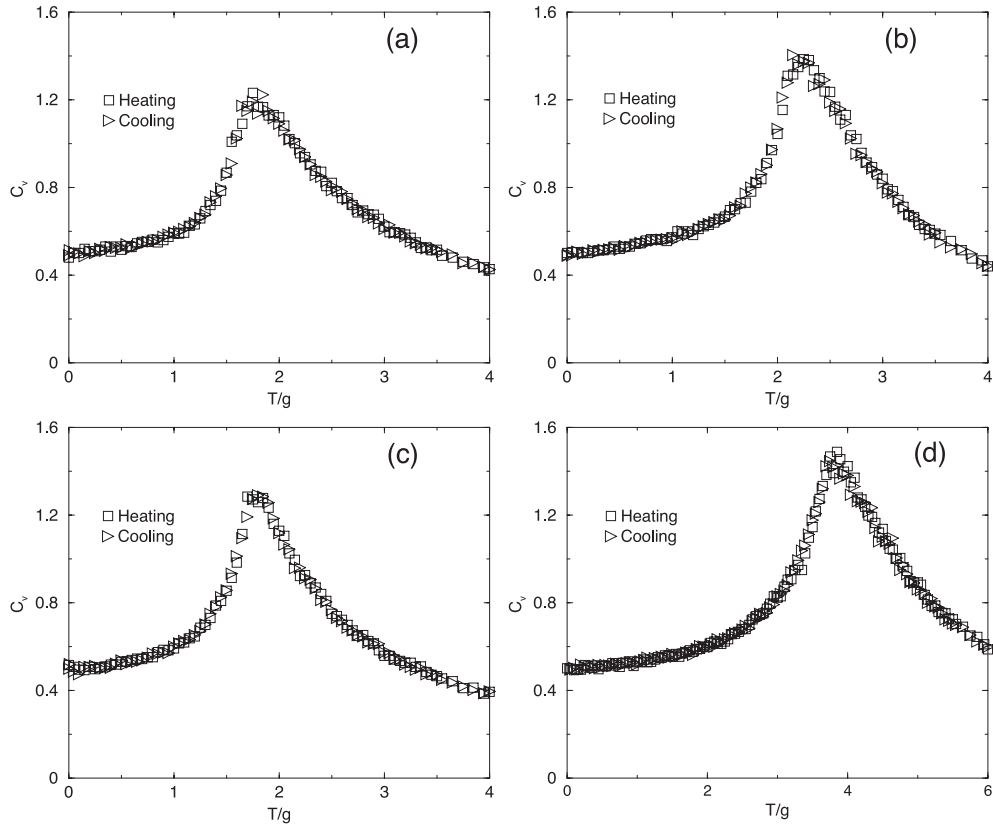 1.6
(a)
1.2
Heating
Cooling
C_v
0.8
0.4
0
0 1 2 3 4
T/g
1.6
(b)
1.2
Heating
Cooling
C_v
0.8
0.4
0
0 1 2 3 4
T/g
1.6
(c)
1.2
Heating
Cooling
C_v
0.8
0.4
0
0 1 2 3 4
T/g
1.6
(d)
1.2
Heating
Cooling
C_v
0.8
0.4
0
0 2 4 6
T/g